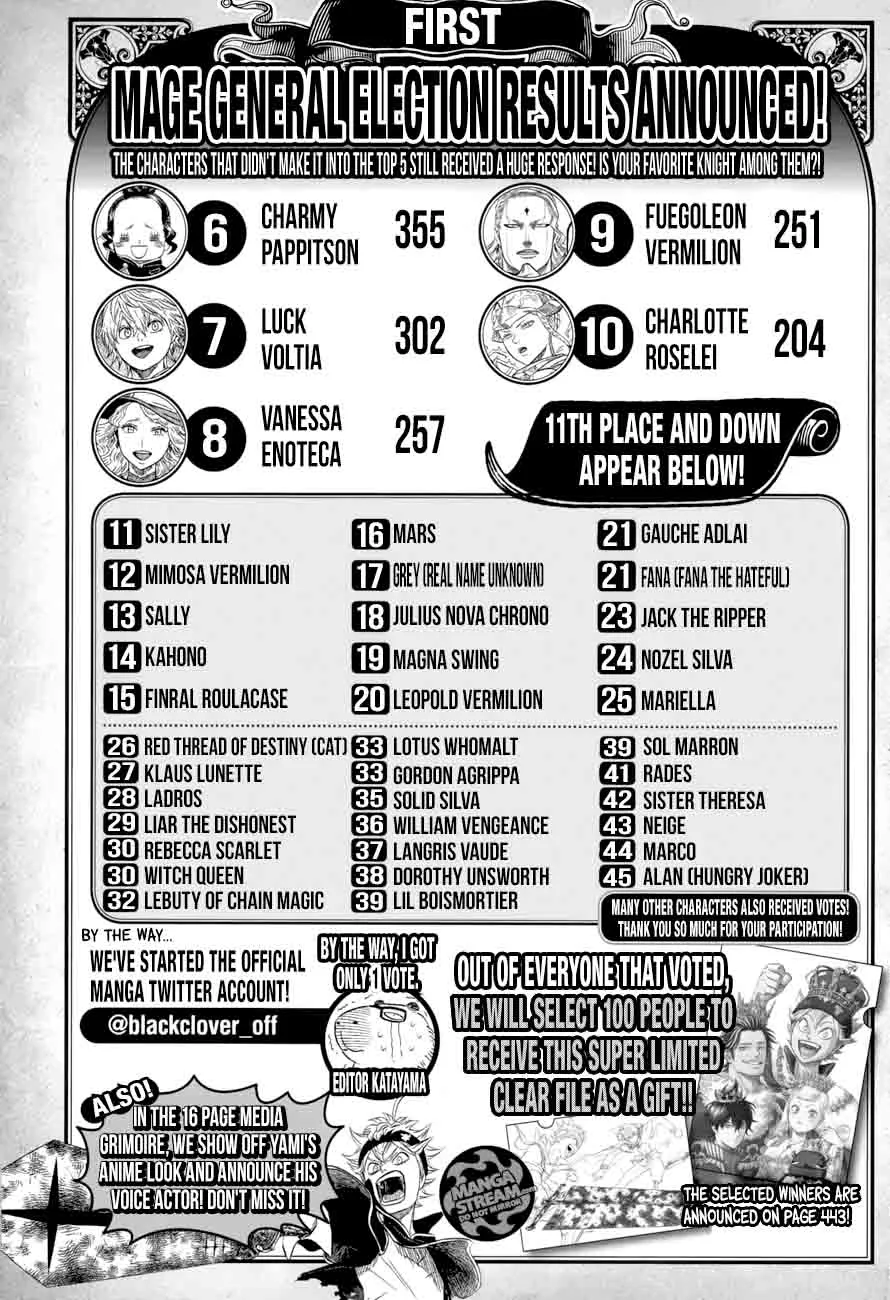 FIRST
MAGE GENERAL ELECTION RESULTS ANNOUNCED!
THE CHARACTERS THAT DIDN'T MAKE IT INTO THE TOP 5 STILL RECEIVED A HUGE RESPONSE! IS YOUR FAVORITE KNIGHT AMONG THEM?!
6 CHARMY
PAPPITSON 355
7 LUCK
VOLTIA 302
8 VANESSA
ENOTECA 257
9 FUEGOLEON
VERMILION 251
10 CHARLOTTE
ROSELEI 204
11TH PLACE AND DOWN
APPEAR BELOW!
11 SISTER LILY
12 MIMOSA VERMILION
13 SALLY
14 KAHONO
15 FINRAL ROULACASE
16 MARS
17 GREY (REAL NAME UNKNOWN)
18 JULIUS NOVA CHRONO
19 MAGNA SWING
20 LEOPOLD VERMILION
21 GAUCHE ADLAI
21 FANA (FANA THE HATEFUL)
23 JACK THE RIPPER
24 NOZEL SILVA
25 MARIELLA
26 RED THREAD OF DESTINY (CAT)
27 KLAUS LUNETTE
28 LADROS
29 LIAR THE DISHONEST
30 REBECCA SCARLET
30 WITCH QUEEN
32 LEBUTY OF CHAIN MAGIC
33 LOTUS WHOMALT
33 GORDON AGRIPPA
35 SOLID SILVA
36 WILLIAM VENGEANCE
37 LANGRIS VAUDE
38 DOROTHY UNSWORTH
39 LIL BOISMORTIER
39 SOL MARRON
41 RADES
42 SISTER THERESA
43 NEIGE
44 MARCO
45 ALAN (HUNGRY JOKER)
MANY OTHER CHARACTERS ALSO RECEIVED VOTES!
THANK YOU SO MUCH FOR YOUR PARTICIPATION!
BY THE WAY...
WE'VE STARTED THE OFFICIAL
MANGA TWITTER ACCOUNT!
@blackclover_off
BY THE WAY, I GOT
ONLY 1 VOTE.
EDITOR KATAYAMA
OUT OF EVERYONE THAT VOTED,
WE WILL SELECT 100 PEOPLE TO
RECEIVE THIS SUPER LIMITED
CLEAR FILE AS A GIFT!!
ALSO!
IN THE 16 PAGE MEDIA
GRIMOIRE, WE SHOW OFF YAMI'S
ANIME LOOK AND ANNOUNCE HIS
VOICE ACTOR! DON'T MISS IT!
MANGA
STREAM
DO NOT MIRROR!
THE SELECTED WINNERS ARE
ANNOUNCED ON PAGE 443!